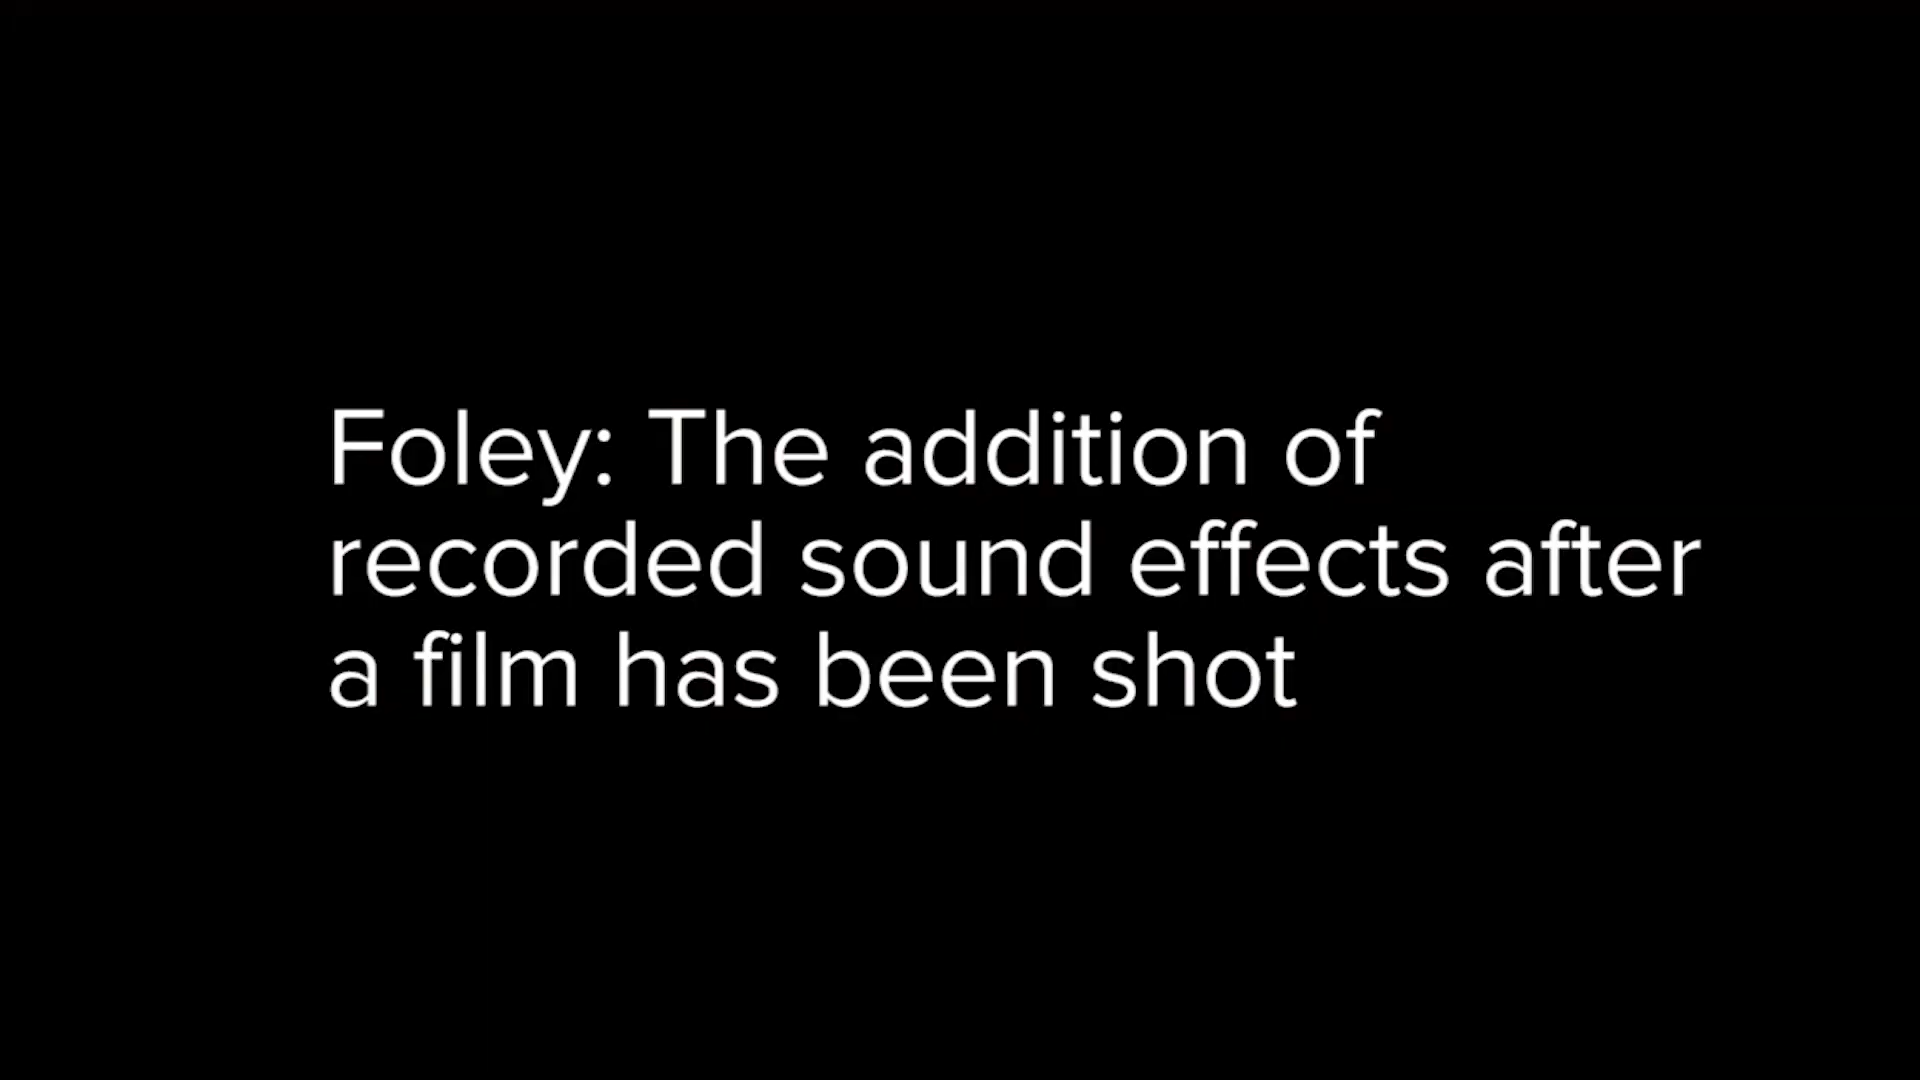 Foley: The addition of
recorded sound effects after
a film has been shot